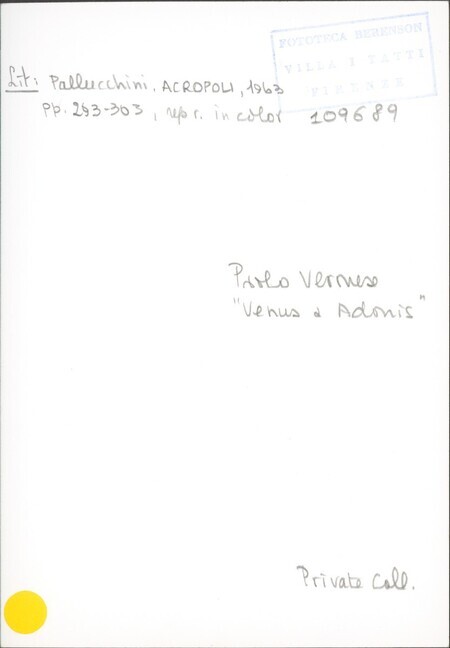 FOTOTECA BERENSON
VILLA I TATTI
FIRENZE
Lit: Pallucchini, ACROPOLI, 1963
pp. 293-303, repr. in color 109689
Paolo Veronese
"Venus & Adonis"
Private Coll.